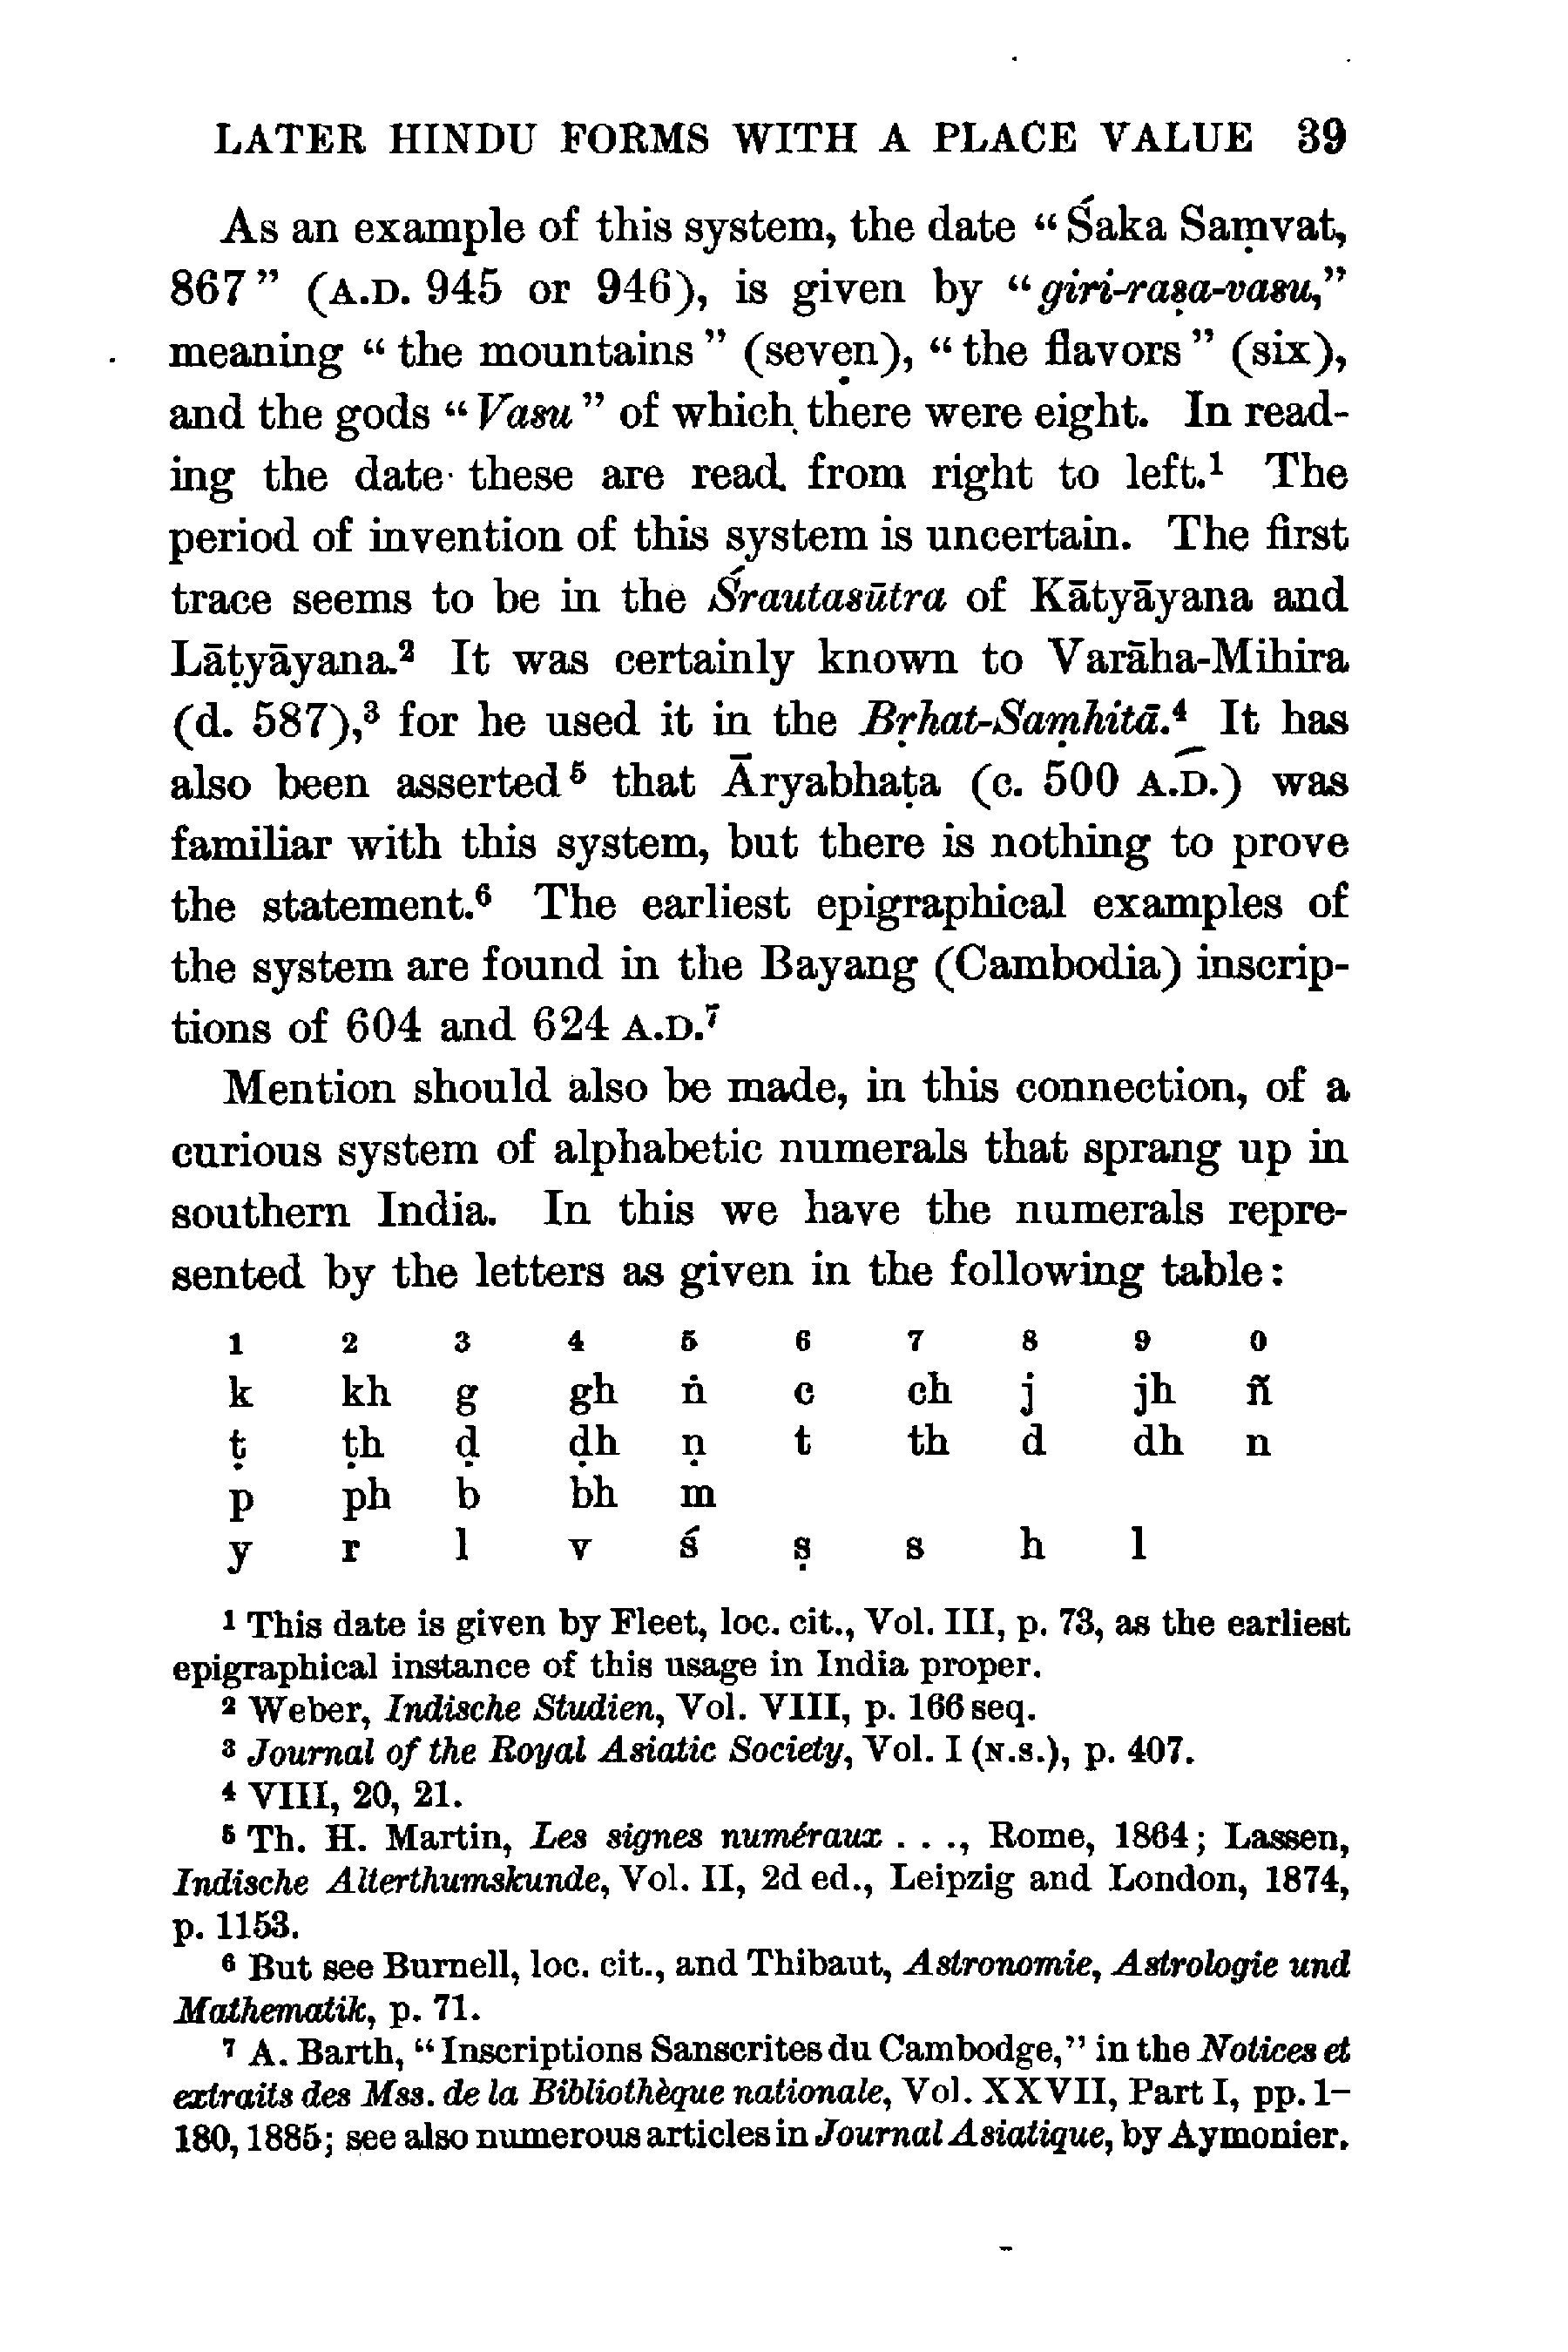 LATER HINDU FORMS WITH A PLACE VALUE 39
As an example of this system, the date “Śaka Saṃvat,
867” (A.D. 945 or 946), is given by “giri-raṣa-vasu,”
meaning “the mountains” (seven), “the flavors” (six),
and the gods “Vasu” of which there were eight. In read-
ing the date these are read from right to left.¹ The
period of invention of this system is uncertain. The first
trace seems to be in the Śrautasūtra of Kātyāyana and
Lāṭyāyana.² It was certainly known to Varāha-Mihira
(d. 587),³ for he used it in the Bṛhat-Saṃhitā.⁴ It has
also been asserted⁵ that Āryabhaṭa (c. 500 A.D.) was
familiar with this system, but there is nothing to prove
the statement.⁶ The earliest epigraphical examples of
the system are found in the Bayang (Cambodia) inscrip-
tions of 604 and 624 A.D.⁷
Mention should also be made, in this connection, of a
curious system of alphabetic numerals that sprang up in
southern India. In this we have the numerals repre-
sented by the letters as given in the following table:
1 2 3 4 5 6 7 8 9 0
k kh g gh ṅ c ch j jh ñ
ṭ ṭh ḍ ḍh ṇ t th d dh n
p ph b bh m
y r l v ś ṣ s h l
¹ This date is given by Fleet, loc. cit., Vol. III, p. 73, as the earliest
epigraphical instance of this usage in India proper.
² Weber, Indische Studien, Vol. VIII, p. 166 seq.
³ Journal of the Royal Asiatic Society, Vol. I (N.S.), p. 407.
⁴ VIII, 20, 21.
⁵ Th. H. Martin, Les signes numéraux . . ., Rome, 1864; Lassen,
Indische Alterthumskunde, Vol. II, 2d ed., Leipzig and London, 1874,
p. 1153.
⁶ But see Burnell, loc. cit., and Thibaut, Astronomie, Astrologie und
Mathematik, p. 71.
⁷ A. Barth, “Inscriptions Sanscrites du Cambodge,” in the Notices et
extraits des Mss. de la Bibliothèque nationale, Vol. XXVII, Part I, pp. 1–
180, 1885; see also numerous articles in Journal Asiatique, by Aymonier.